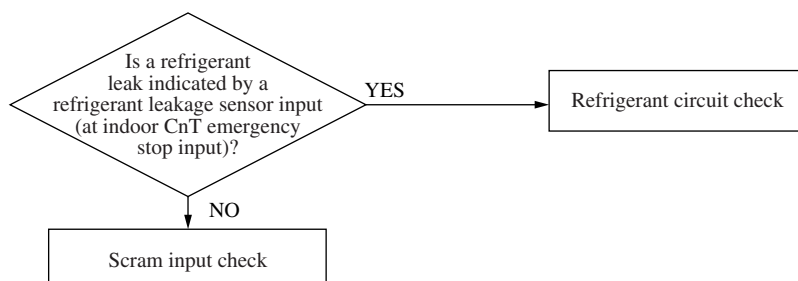 Is a refrigerant
leak indicated by a
refrigerant leakage sensor input
(at indoor CnT emergency
stop input)?
YES
Refrigerant circuit check
NO
Scram input check